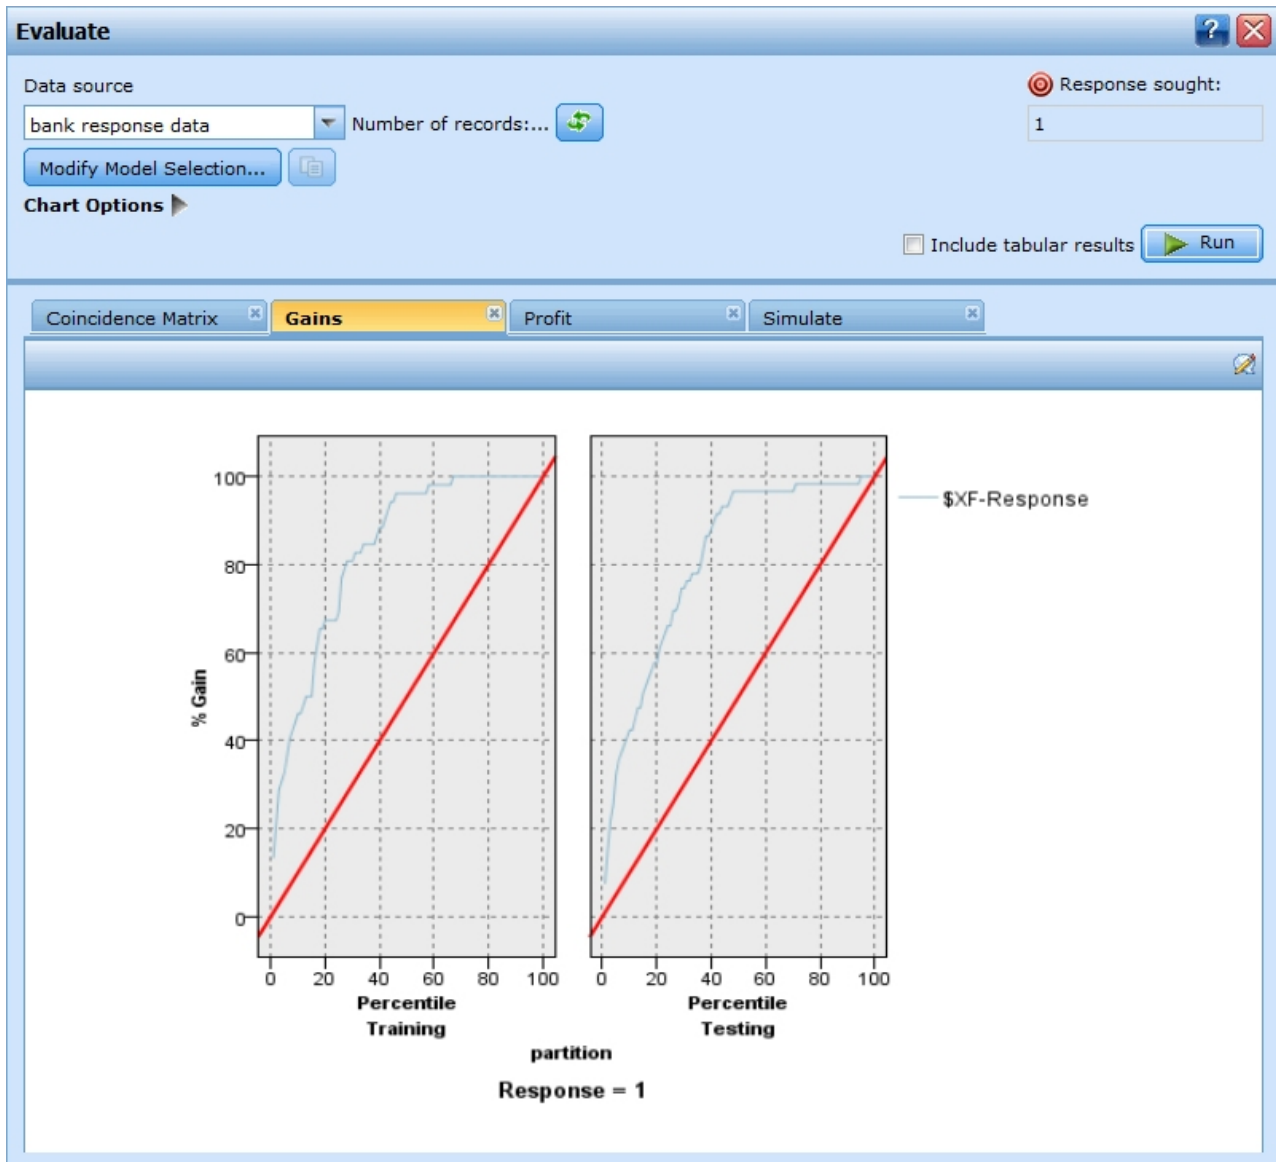 Evaluate
?
Data source
Response sought:
bank response data
Number of records:...
1
Modify Model Selection...
Chart Options
Include tabular results
Run
Coincidence Matrix
Gains
Profit
Simulate
% Gain
100
80
60
40
20
0
0 20 40 60 80 100
Percentile
Training
0 20 40 60 80 100
Percentile
Testing
$XF-Response
partition
Response = 1